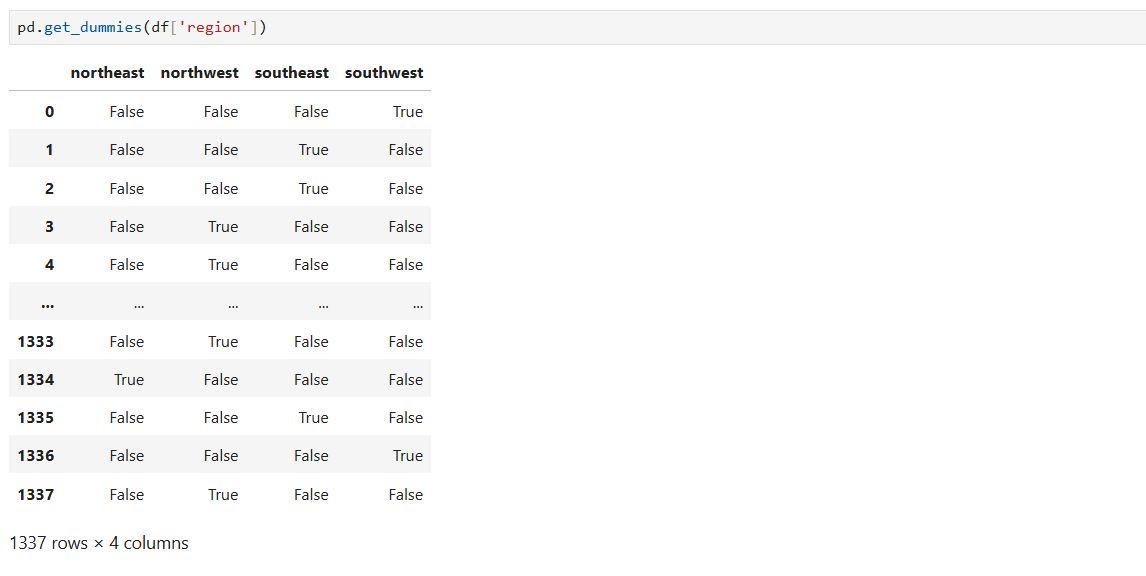 pd.get_dummies(df['region'])
northeast northwest southeast southwest
0 False False False True
1 False False True False
2 False False True False
3 False True False False
4 False True False False
... ... ... ... ...
1333 False True False False
1334 True False False False
1335 False False True False
1336 False False False True
1337 False True False False
1337 rows × 4 columns